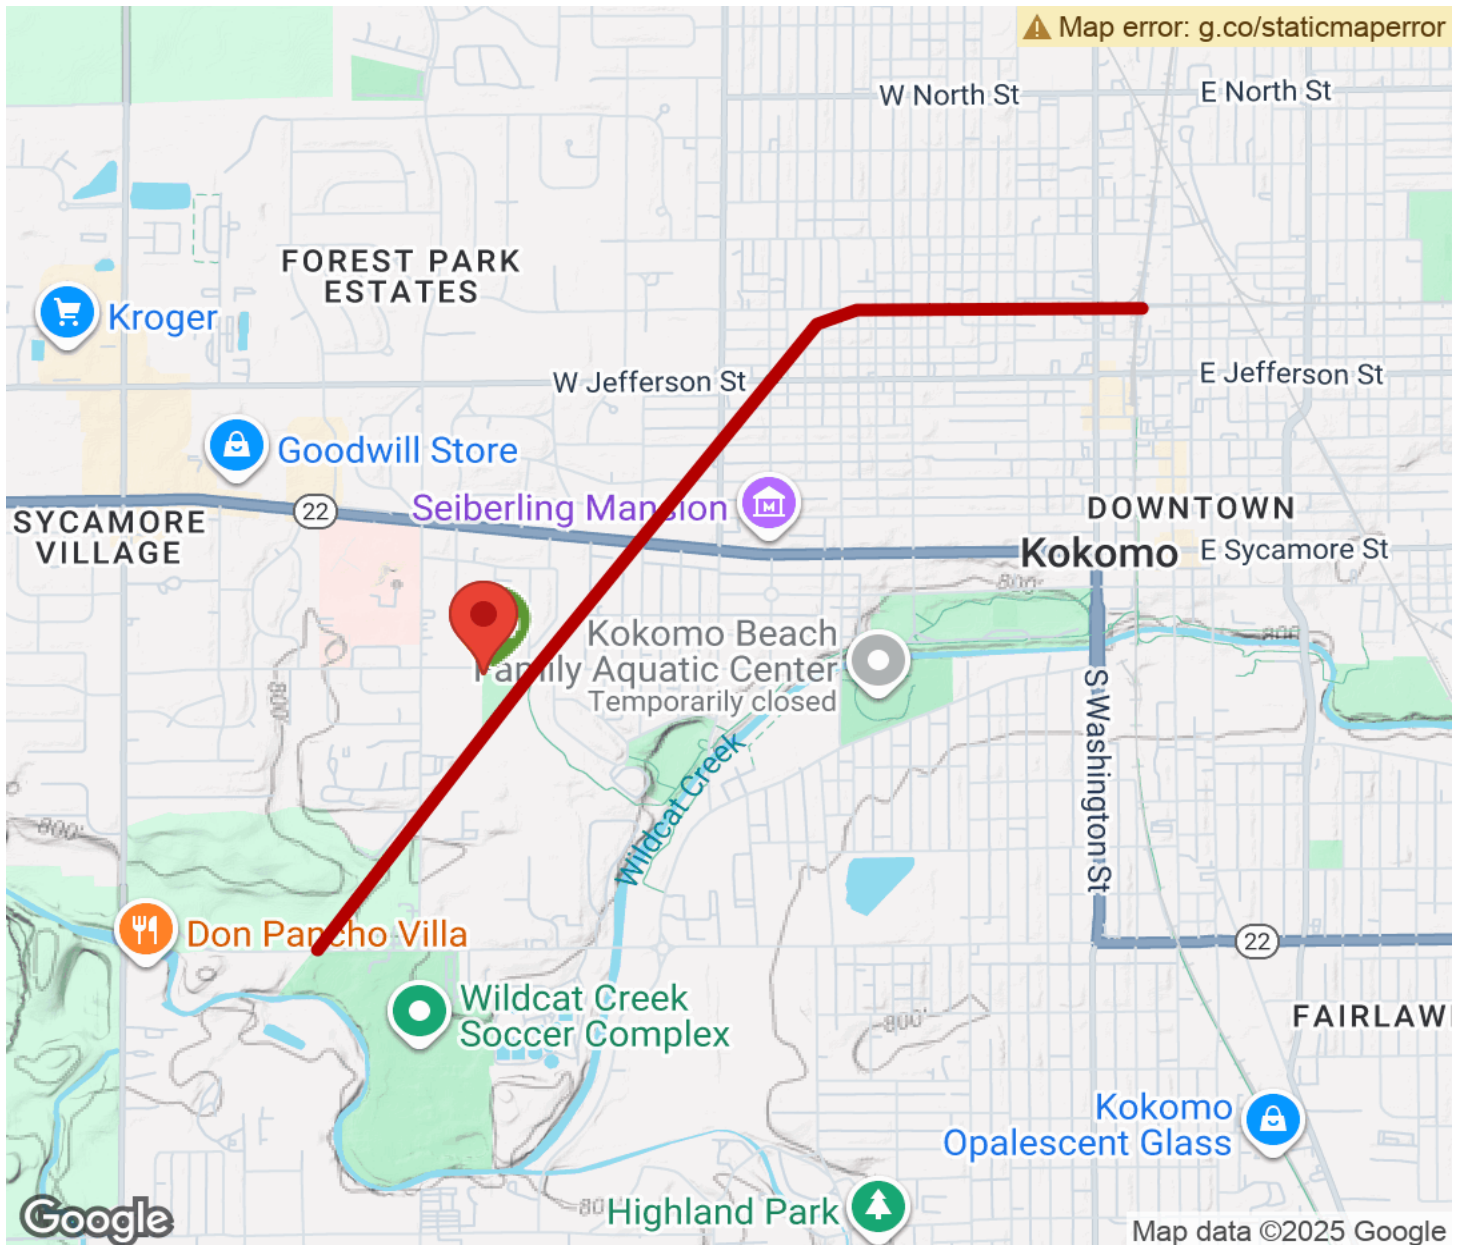 Map error: g.co/staticmaperror
W North St
E North St
FOREST PARK
ESTATES
Kroger
W Jefferson St
E Jefferson St
Goodwill Store
Seiberling Mansion
22
SYCAMORE
VILLAGE
DOWNTOWN
Kokomo
E Sycamore St
800'
Kokomo Beach
Family Aquatic Center
Temporarily closed
800'
800'
S Washington St
Wildcat Creek
800'
Don Pancho Villa
22
Wildcat Creek
Soccer Complex
800'
FAIRLAW
Kokomo
Opalescent Glass
800'
Highland Park
Google
Map data ©2025 Google